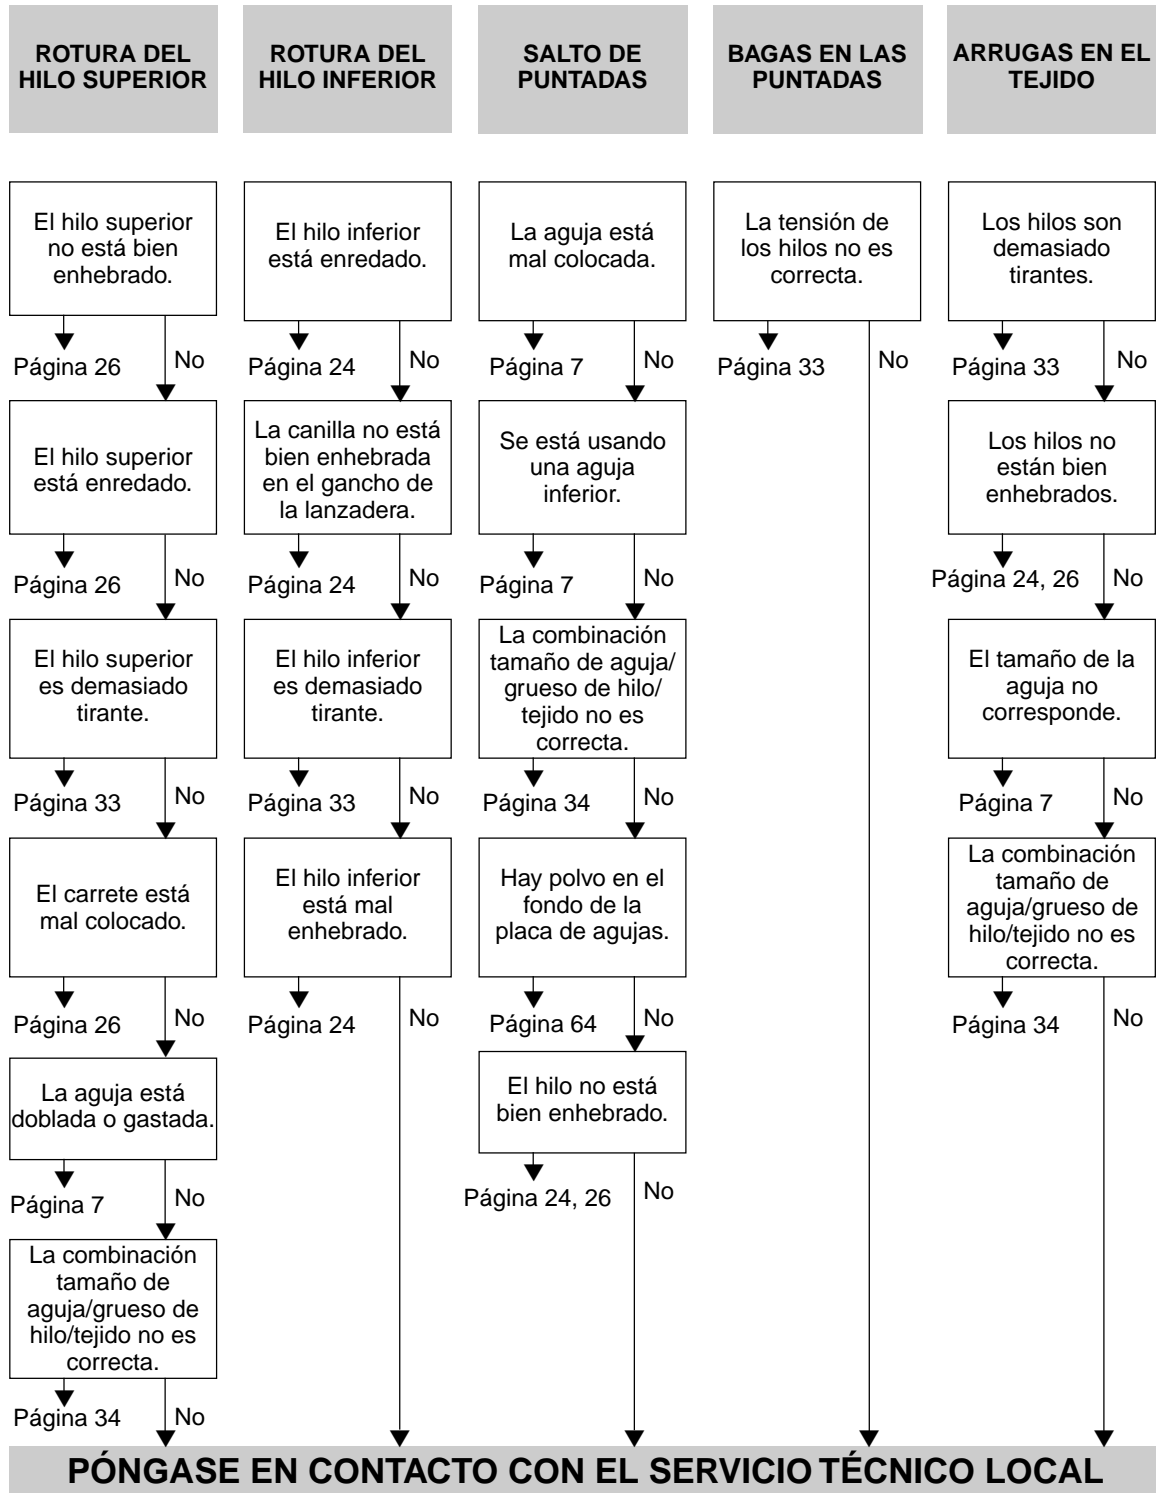 ROTURA DEL
HILO SUPERIOR
El hilo superior
no está bien
enhebrado.
Página 26
No
El hilo superior
está enredado.
Página 26
No
El hilo superior
es demasiado
tirante.
Página 33
No
El carrete está
mal colocado.
Página 26
No
La aguja está
doblada o gastada.
Página 7
No
La combinación
tamaño de
aguja/grueso de
hilo/tejido no es
correcta.
Página 34
No
ROTURA DEL
HILO INFERIOR
El hilo inferior
está enredado.
Página 24
No
La canilla no está
bien enhebrada
en el gancho de
la lanzadera.
Página 24
No
El hilo inferior
es demasiado
tirante.
Página 33
No
El hilo inferior
está mal
enhebrado.
Página 24
No
SALTO DE
PUNTADAS
La aguja está
mal colocada.
Página 7
No
Se está usando
una aguja
inferior.
Página 7
No
La combinación
tamaño de aguja/
grueso de hilo/
tejido no es
correcta.
Página 34
No
Hay polvo en el
fondo de la
placa de agujas.
Página 64
No
El hilo no está
bien enhebrado.
Página 24, 26
No
BAGAS EN LAS
PUNTADAS
La tensión de
los hilos no es
correcta.
Página 33
No
ARRUGAS EN EL
TEJIDO
Los hilos son
demasiado
tirantes.
Página 33
No
Los hilos no
están bien
enhebrados.
Página 24, 26
No
El tamaño de la
aguja no
corresponde.
Página 7
No
La combinación
tamaño de
aguja/grueso de
hilo/tejido no es
correcta.
Página 34
No
PÓNGASE EN CONTACTO CON EL SERVICIO TÉCNICO LOCAL